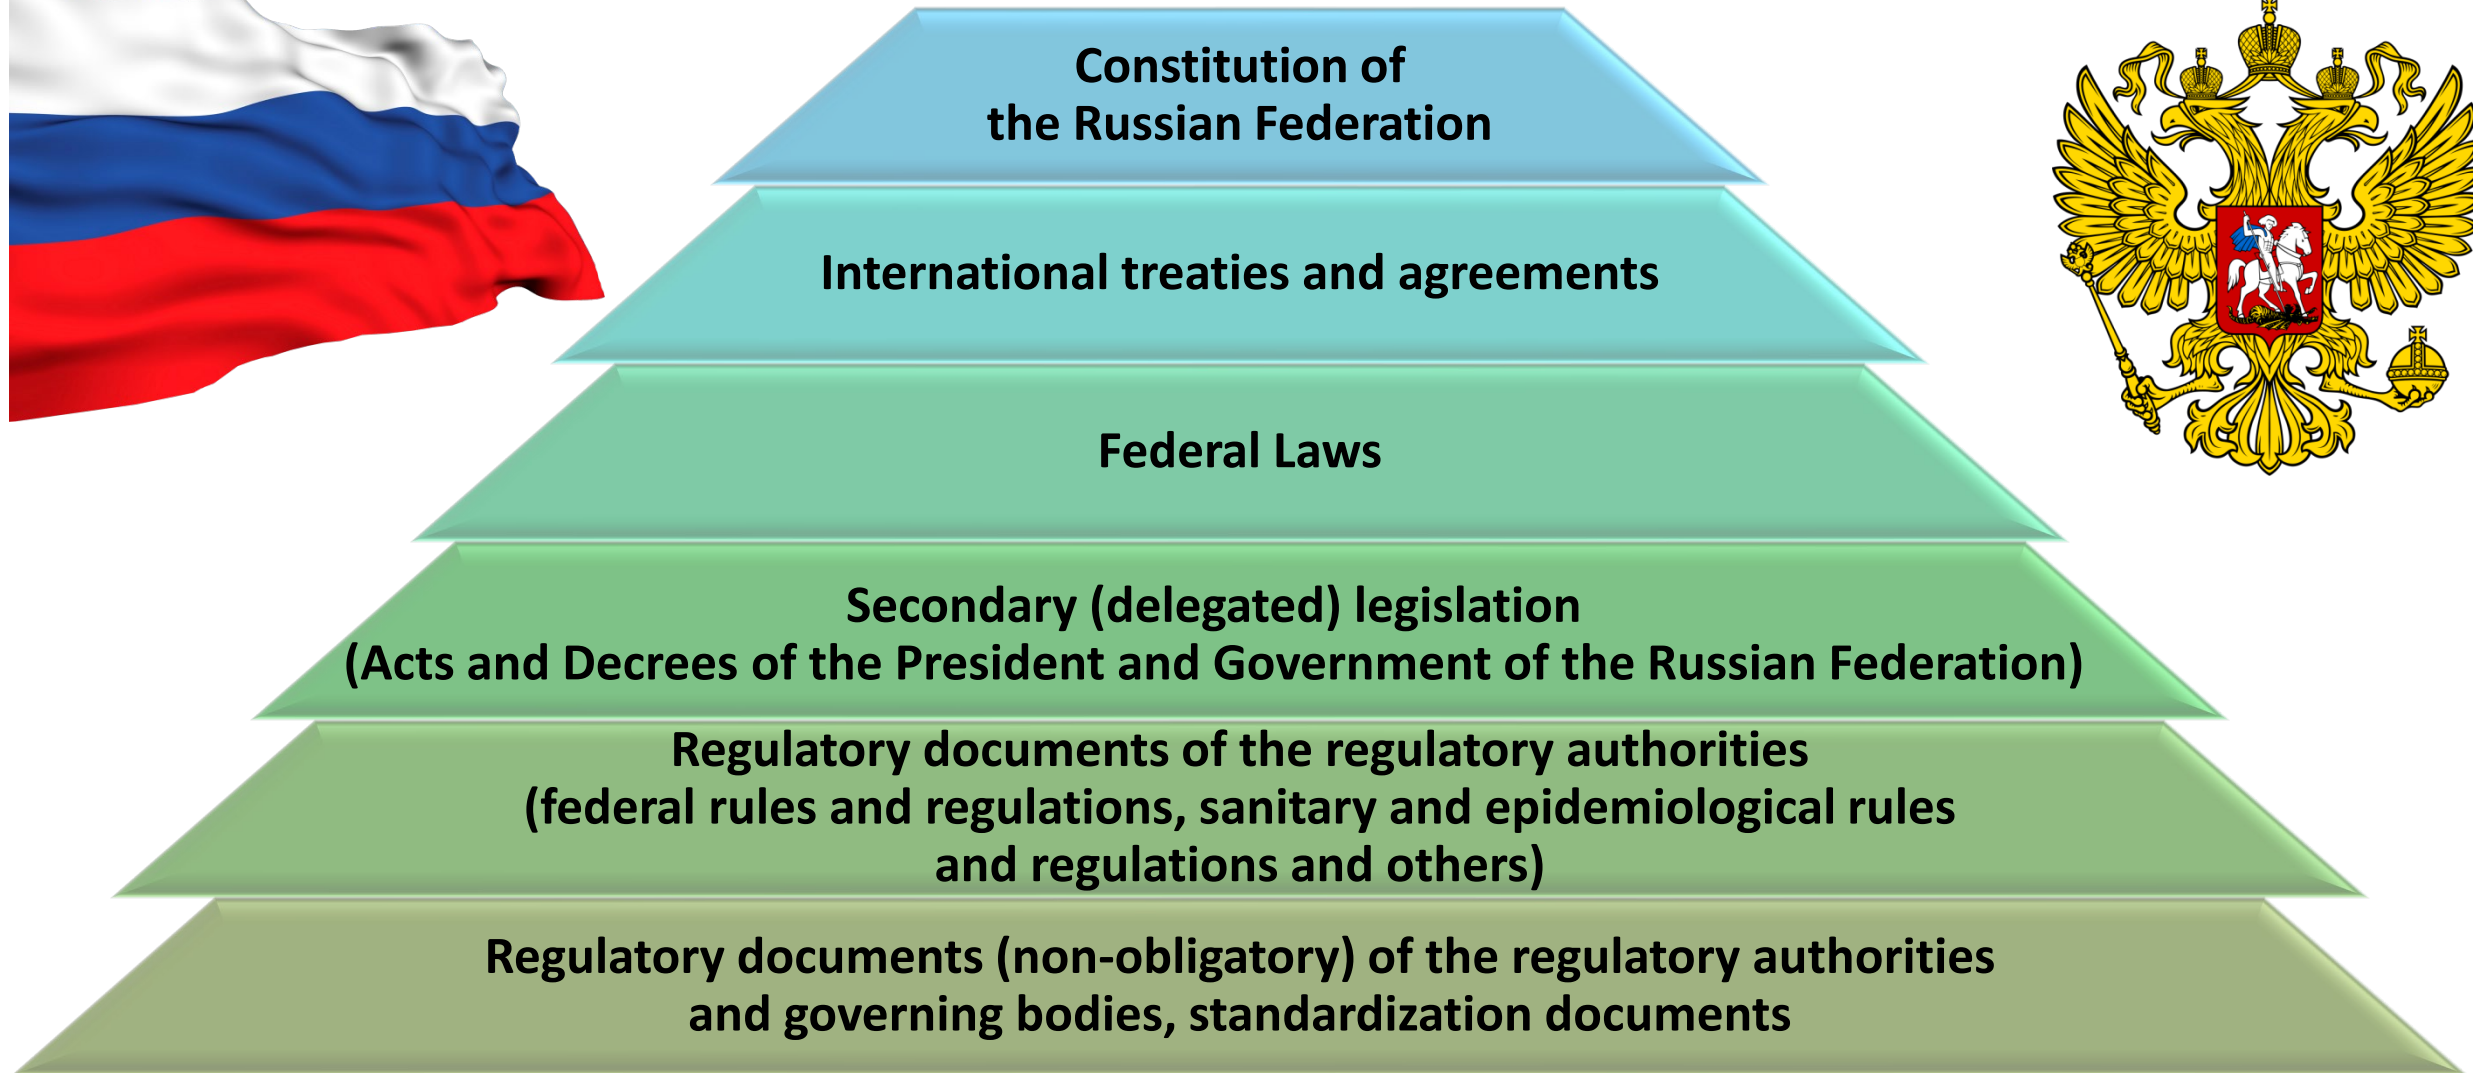 Constitution of
the Russian Federation
International treaties and agreements
Federal Laws
Secondary (delegated) legislation
(Acts and Decrees of the President and Government of the Russian Federation)
Regulatory documents of the regulatory authorities
(federal rules and regulations, sanitary and epidemiological rules
and regulations and others)
Regulatory documents (non-obligatory) of the regulatory authorities
and governing bodies, standardization documents